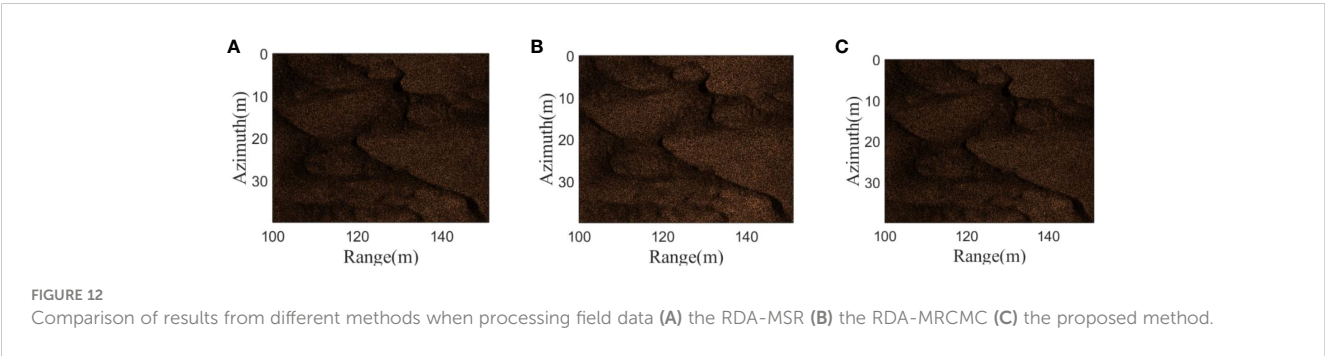 A
0
10
20
30
Azimuth(m)
100 120 140
Range(m)
B
0
10
20
30
Azimuth(m)
100 120 140
Range(m)
C
0
10
20
30
Azimuth(m)
100 120 140
Range(m)
FIGURE 12
Comparison of results from different methods when processing field data (A) the RDA-MSR (B) the RDA-MRCMC (C) the proposed method.